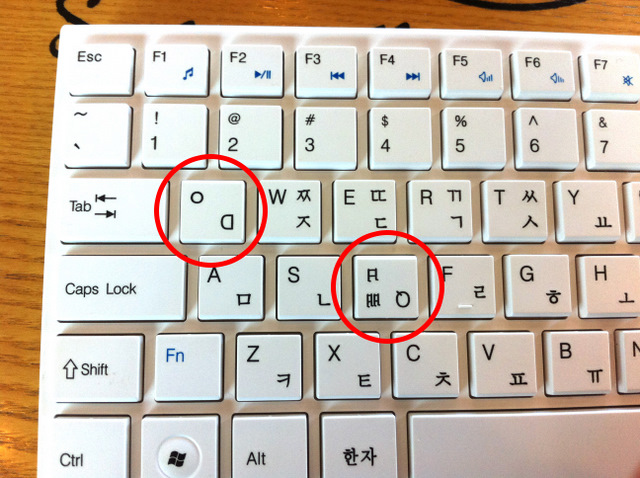 Esc F1 F2 F3 F4 F5 F6 F7
~ ! @ # $ % ^ &
` 1 2 3 4 5 6 7
Tab ㅇ W ㅉ E ㄸ R ㄲ T ㅆ Y
D ㅈ ㄷ ㄱ ㅅ ㅛ
A S ㅂ F G H
Caps Lock ㅁ ㄴ ㅃ Q ㄹ ㅎ ㅗ
Fn Z X C V B N
Shift ㅋ ㅌ ㅊ ㅍ ㅠ
Ctrl Alt 한자